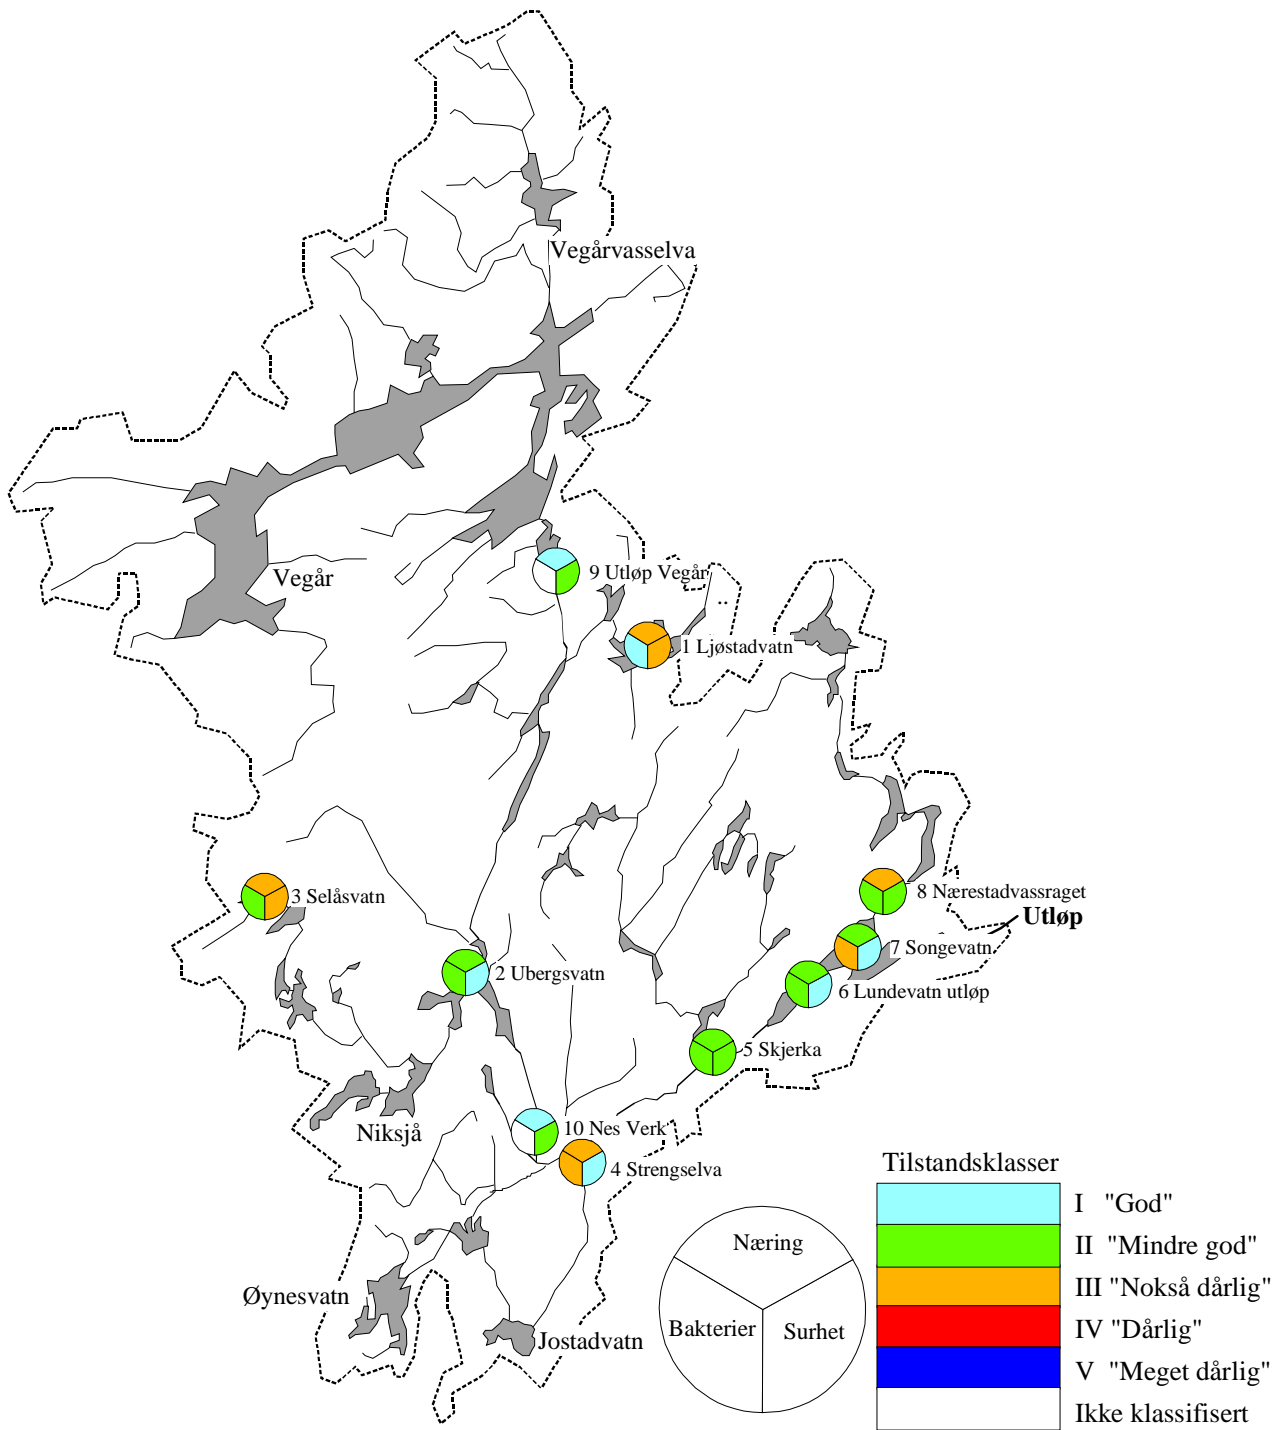 Vegårvasselva
Vegår
9 Utløp Vegår
1 Ljøstadvatn
3 Selåsvatn
8 Nærestadvassraget
Utløp
7 Songevatn
2 Ubergsvatn
6 Lundevatn utløp
5 Skjerka
Niksjå
10 Nes Verk
4 Strengselva
Øynesvatn
Jostadvatn
Næring
Bakterier
Surhet
Tilstandsklasser
I "God"
II "Mindre god"
III "Nokså dårlig"
IV "Dårlig"
V "Meget dårlig"
Ikke klassifisert